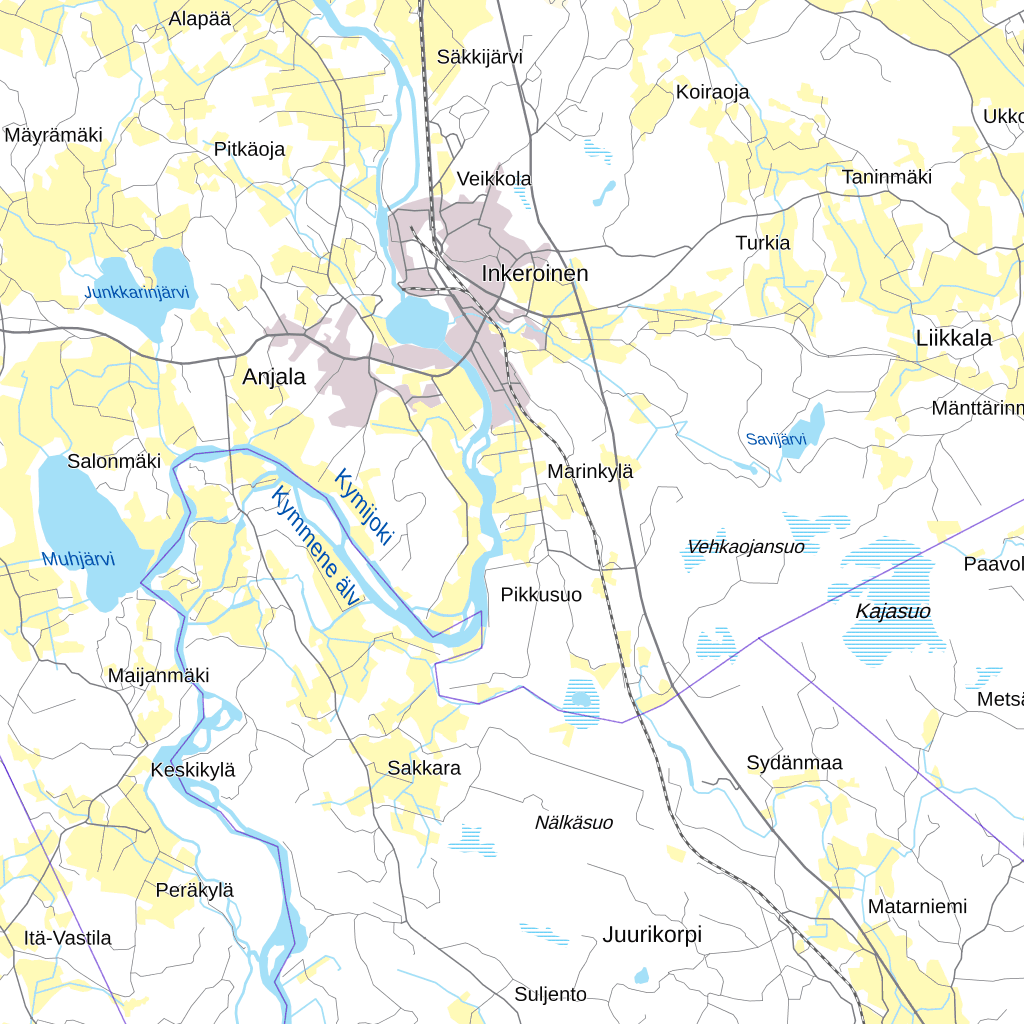 Alapää
Säkkijärvi
Koiraoja
Ukko
Mäyrämäki
Pitkäoja
Veikkola
Taninmäki
Turkia
Inkeroinen
Junkkarinjärvi
Liikkala
Anjala
Mänttärinm
Savijärvi
Salonmäki
Marinkylä
Kymijoki
Kymmene älv
Vehkaojansuo
Muhjärvi
Paavol
Pikkusuo
Kajasuo
Maijanmäki
Metsä
Keskikylä
Sakkara
Sydänmaa
Nälkäsuo
Peräkylä
Matarniemi
Itä-Vastila
Juurikorpi
Suljento